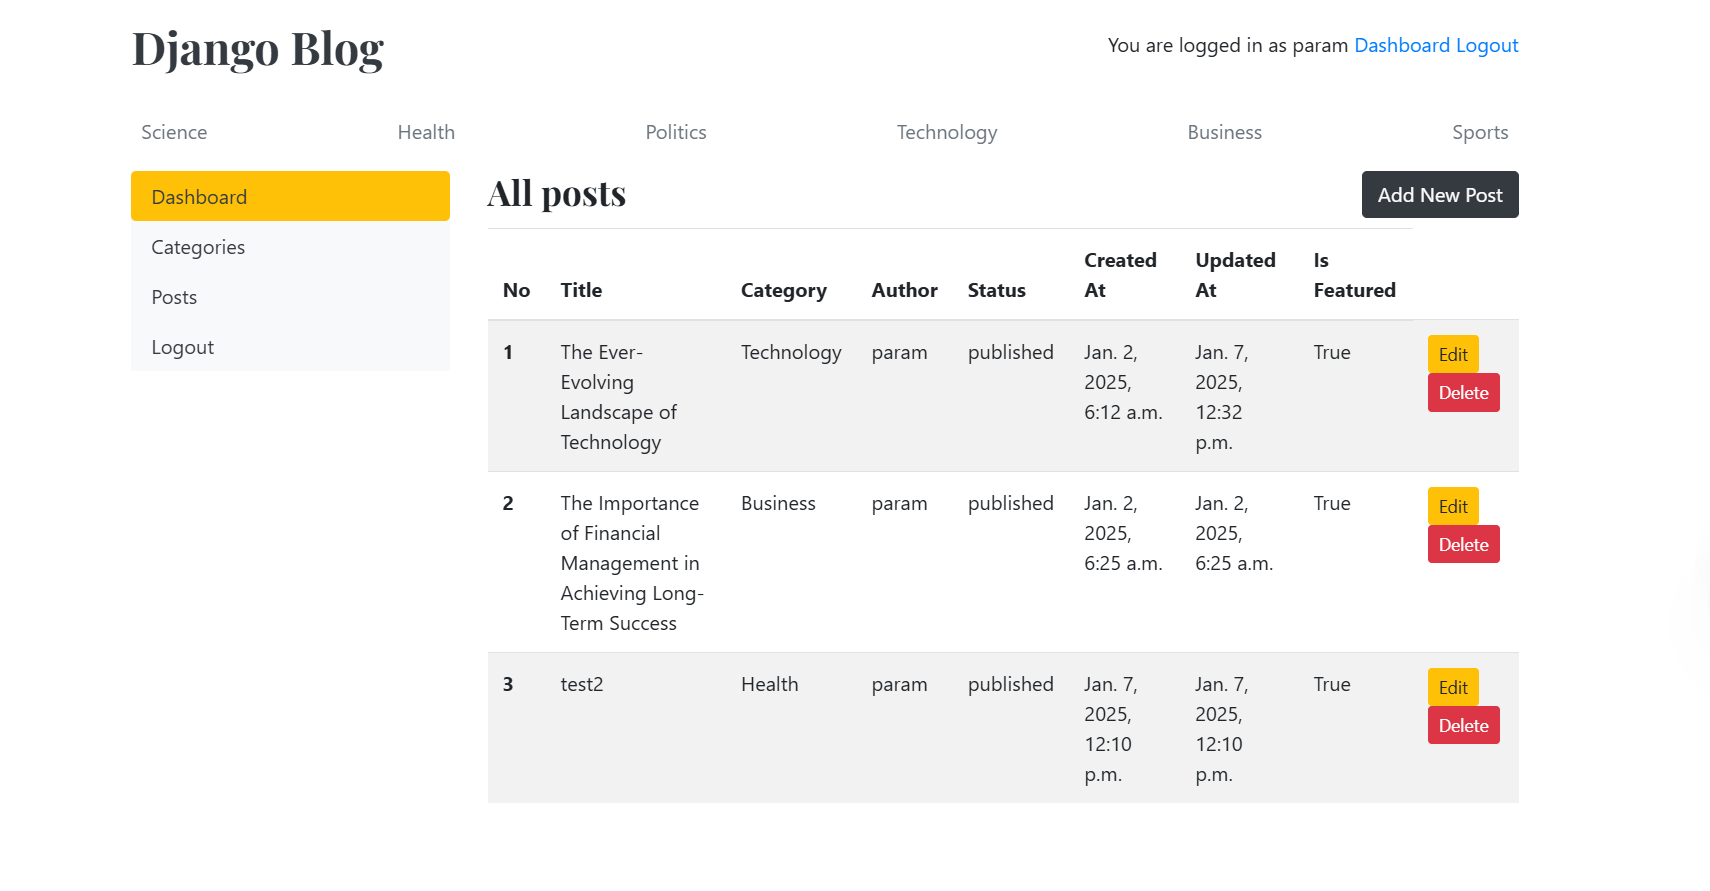 Django Blog
You are logged in as param Dashboard Logout
Science Health Politics Technology Business Sports
Dashboard
Categories
Posts
Logout
All posts
Add New Post
No Title Category Author Status Created At Updated At Is Featured
1 The Ever-Evolving Landscape of Technology Technology param published Jan. 2, 2025, 6:12 a.m. Jan. 7, 2025, 12:32 p.m. True Edit Delete
2 The Importance of Financial Management in Achieving Long-Term Success Business param published Jan. 2, 2025, 6:25 a.m. Jan. 2, 2025, 6:25 a.m. True Edit Delete
3 test2 Health param published Jan. 7, 2025, 12:10 p.m. Jan. 7, 2025, 12:10 p.m. True Edit Delete